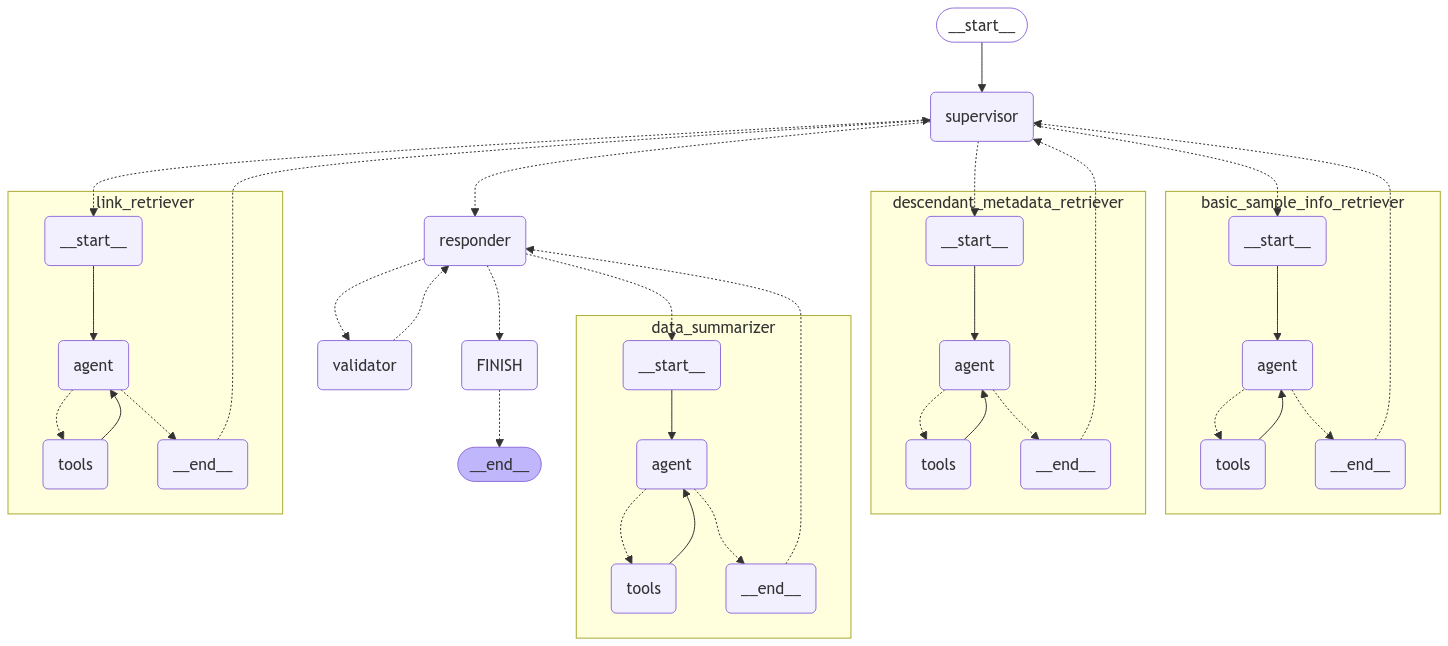 __start__
supervisor
link_retriever
descendant_metadata_retriever
basic_sample_info_retriever
__start__
responder
__start__
__start__
data_summarizer
agent
validator
FINISH
__start__
agent
agent
tools
__end__
__end__
agent
tools
__end__
tools
__end__
tools
__end__